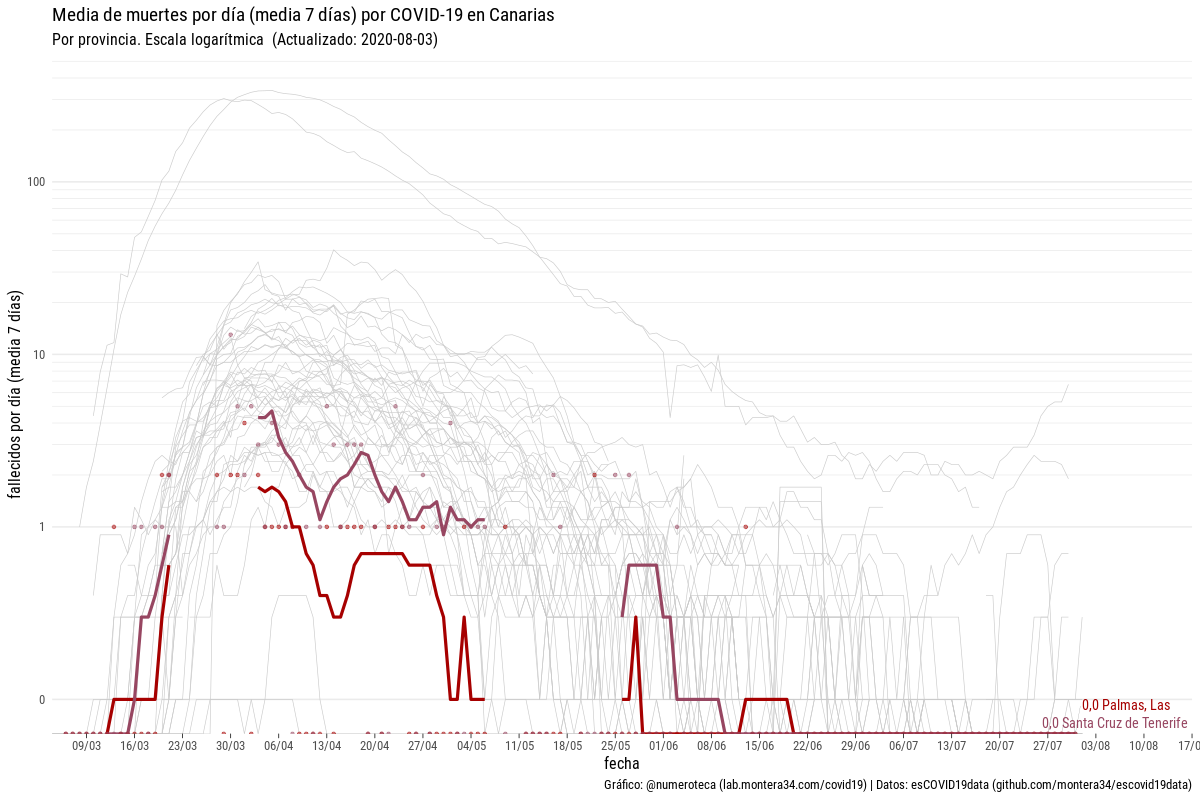 Media de muertes por día (media 7 días) por COVID-19 en Canarias
Por provincia. Escala logarítmica  (Actualizado: 2020-08-03)
fallecidos por día (media 7 días)
100
10
1
0
0,0 Palmas, Las
0,0 Santa Cruz de Tenerife
09/03 16/03 23/03 30/03 06/04 13/04 20/04 27/04 04/05 11/05 18/05 25/05 01/06 08/06 15/06 22/06 29/06 06/07 13/07 20/07 27/07 03/08 10/08 17/0
fecha
Gráfico: @numeroteca (lab.montera34.com/covid19) | Datos: esCOVID19data (github.com/montera34/escovid19data)